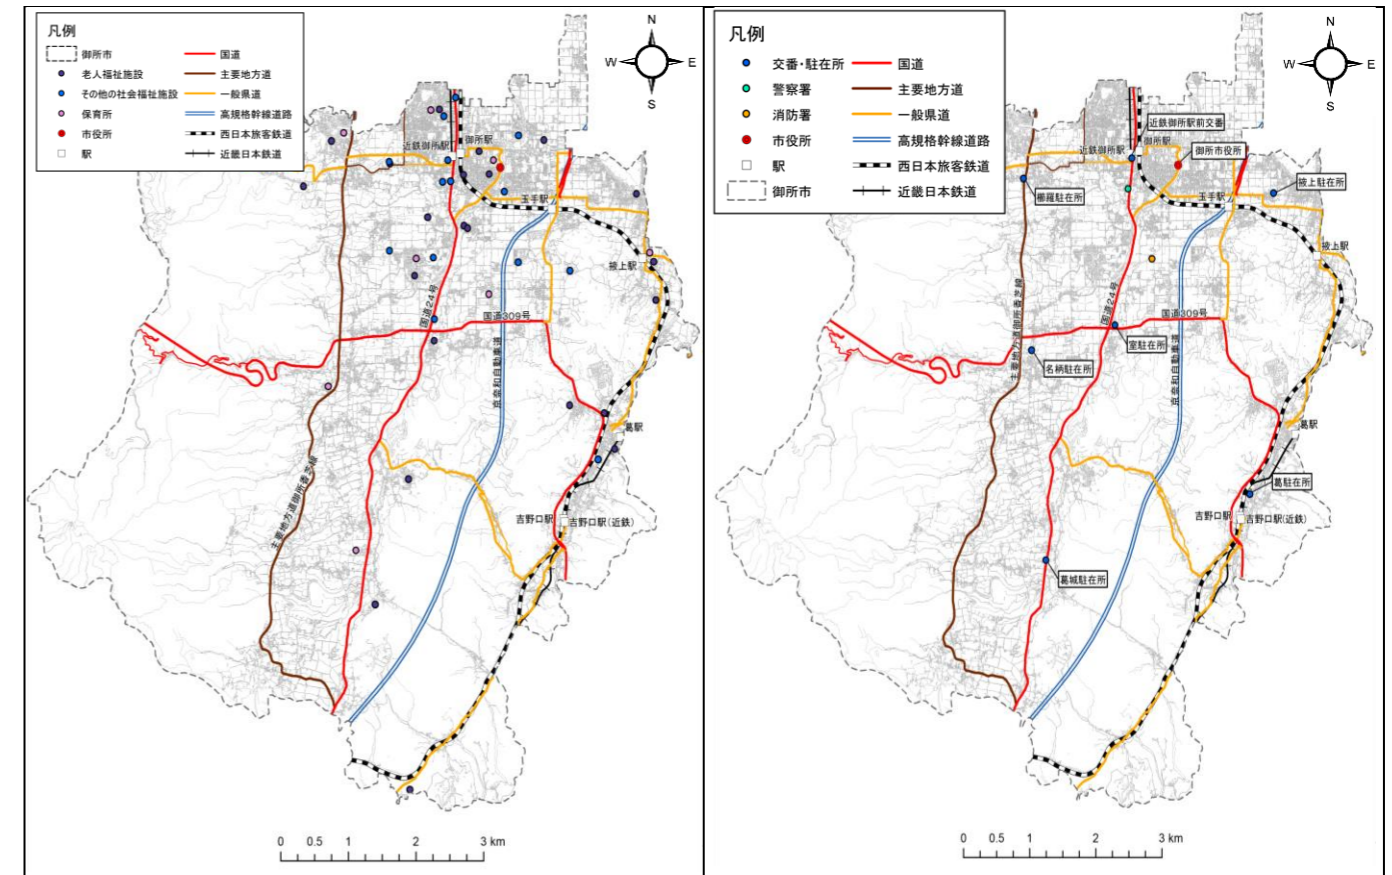 凡例
御所市
国道
老人福祉施設
主要地方道
その他の社会福祉施設
一般県道
保育所
高規格幹線道路
市役所
西日本旅客鉄道
駅
近畿日本鉄道
N
W
E
S
近鉄御所駅
御所駅
玉手駅
掖上駅
国道24号
国道309号
京奈和自動車道
主要地方道御所香芝線
葛駅
吉野口駅
吉野口駅(近鉄)
0 0.5 1 2 3 km
凡例
交番・駐在所
国道
警察署
主要地方道
消防署
一般県道
市役所
高規格幹線道路
駅
西日本旅客鉄道
御所市
近畿日本鉄道
N
W
E
S
近鉄御所駅前交番
御所駅
近鉄御所駅
御所市役所
櫛羅駐在所
掖上駐在所
玉手駅
掖上駅
主要地方道御所香芝線
国道24号
国道309号
室駐在所
名柄駐在所
京奈和自動車道
葛駅
葛駐在所
吉野口駅
吉野口駅(近鉄)
葛城駐在所
0 0.5 1 2 3 km